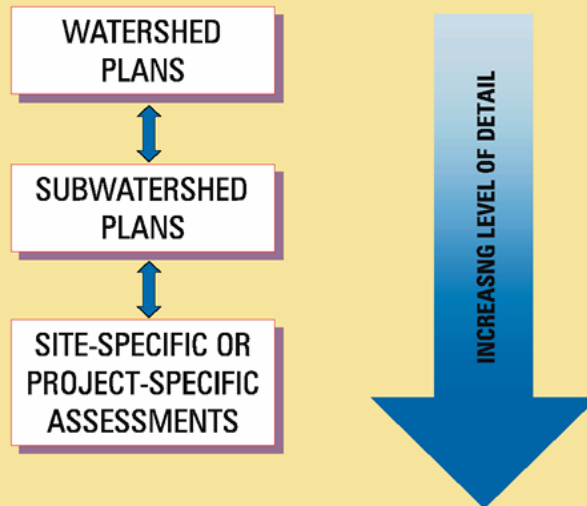 WATERSHED
PLANS
SUBWATERSHED
PLANS
SITE-SPECIFIC OR
PROJECT-SPECIFIC
ASSESSMENTS
INCREASNG LEVEL OF DETAIL